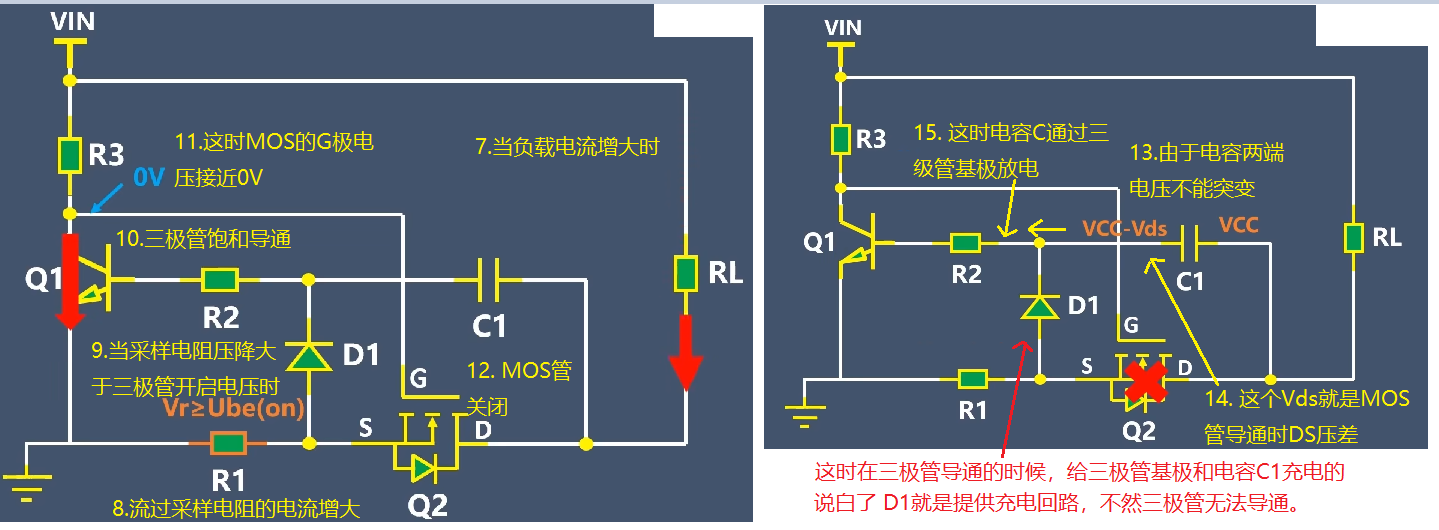 VIN
11.这时MOS的G极电
压接近0V
7.当负载电流增大时
R3
0V
10.三极管饱和导通
Q1
RL
R2
C1
9.当采样电阻压降大
于三极管开启电压时
D1
G
12. MOS管
关闭
Vr≥Ube(on)
S
D
R1
Q2
8.流过采样电阻的电流增大
VIN
15. 这时电容C通过三
级管基极放电
13.由于电容两端
电压不能突变
R3
VCC-Vds
VCC
Q1
RL
R2
C1
D1
G
S
D
14. 这个Vds就是MOS
管导通时DS压差
R1
Q2
这时在三极管导通的时候，给三极管基极和电容C1充电的
说白了 D1就是提供充电回路，不然三极管无法导通。